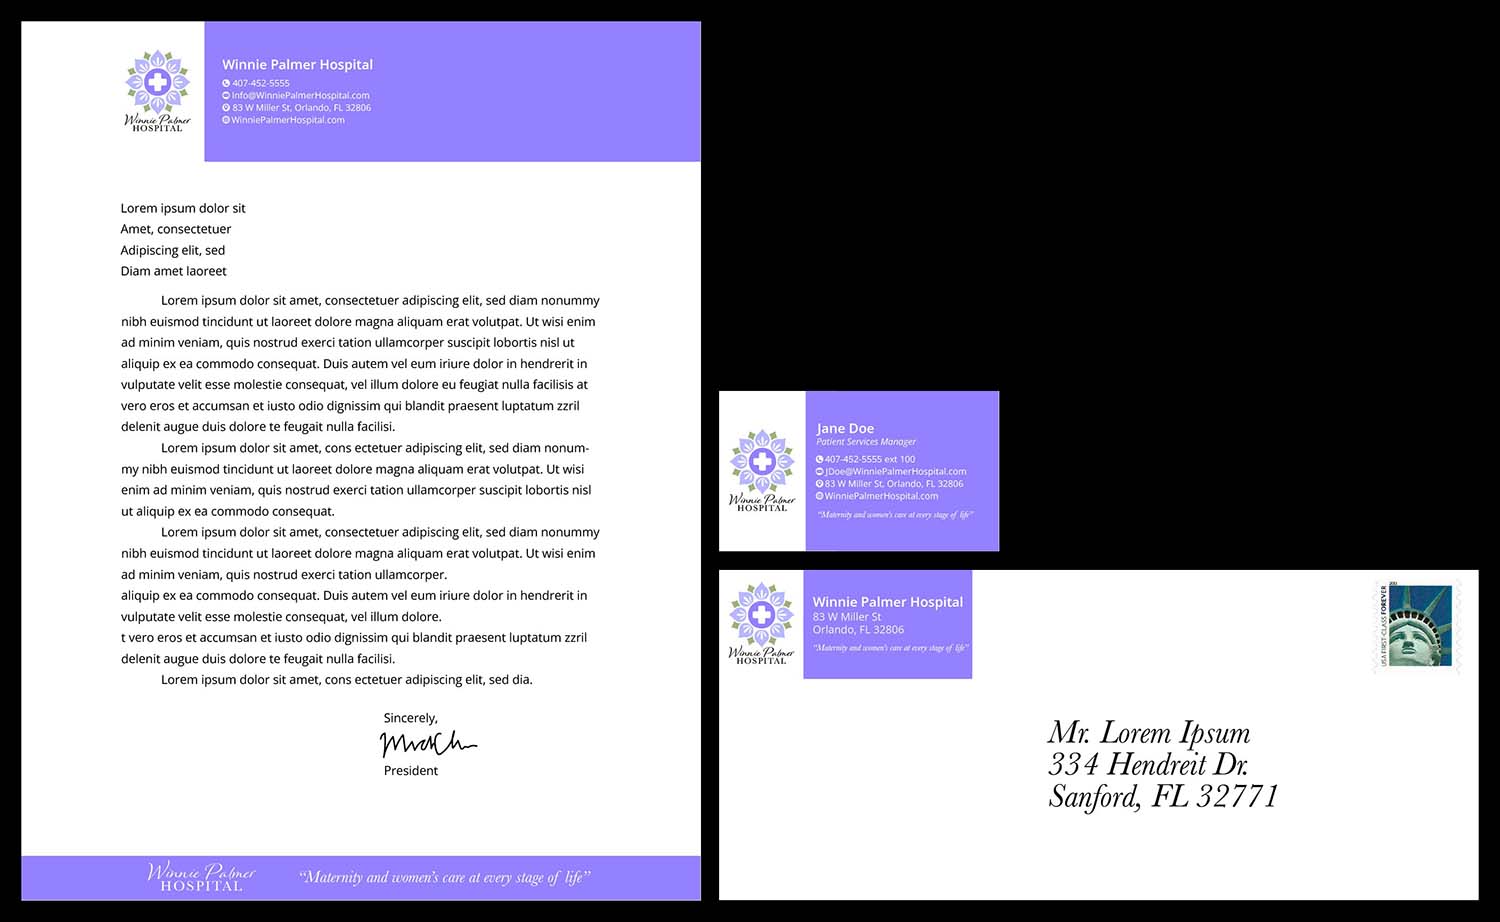 Winnie Palmer
HOSPITAL
Winnie Palmer Hospital
407-452-5555
Info@WinniePalmerHospital.com
83 W Miller St, Orlando, FL 32806
WinniePalmerHospital.com
Lorem ipsum dolor sit
Amet, consectetuer
Adipiscing elit, sed
Diam amet laoreet
Lorem ipsum dolor sit amet, consectetuer adipiscing elit, sed diam nonummy
nibh euismod tincidunt ut laoreet dolore magna aliquam erat volutpat. Ut wisi enim
ad minim veniam, quis nostrud exerci tation ullamcorper suscipit lobortis nisl ut
aliquip ex ea commodo consequat. Duis autem vel eum iriure dolor in hendrerit in
vulputate velit esse molestie consequat, vel illum dolore eu feugiat nulla facilisis at
vero eros et accumsan et iusto odio dignissim qui blandit praesent luptatum zzril
delenit augue duis dolore te feugait nulla facilisi.
Lorem ipsum dolor sit amet, cons ectetuer adipiscing elit, sed diam nonum-
my nibh euismod tincidunt ut laoreet dolore magna aliquam erat volutpat. Ut wisi
enim ad minim veniam, quis nostrud exerci tation ullamcorper suscipit lobortis nisl
ut aliquip ex ea commodo consequat.
Lorem ipsum dolor sit amet, consectetuer adipiscing elit, sed diam nonummy
nibh euismod tincidunt ut laoreet dolore magna aliquam erat volutpat. Ut wisi enim
ad minim veniam, quis nostrud exerci tation ullamcorper.
aliquip ex ea commodo consequat. Duis autem vel eum iriure dolor in hendrerit in
vulputate velit esse molestie consequat, vel illum dolore.
t vero eros et accumsan et iusto odio dignissim qui blandit praesent luptatum zzril
delenit augue duis dolore te feugait nulla facilisi.
Lorem ipsum dolor sit amet, cons ectetuer adipiscing elit, sed dia.
Sincerely,
President
Winnie Palmer
HOSPITAL
“Maternity and women’s care at every stage of life”
Winnie Palmer
HOSPITAL
Jane Doe
Patient Services Manager
407-452-5555 ext 100
JDoe@WinniePalmerHospital.com
83 W Miller St, Orlando, FL 32806
WinniePalmerHospital.com
“Maternity and women’s care at every stage of life”
Winnie Palmer
HOSPITAL
Winnie Palmer Hospital
83 W Miller St
Orlando, FL 32806
“Maternity and women’s care at every stage of life”
USA FIRST-CLASS FOREVER
Mr. Lorem Ipsum
334 Hendreit Dr.
Sanford, FL 32771